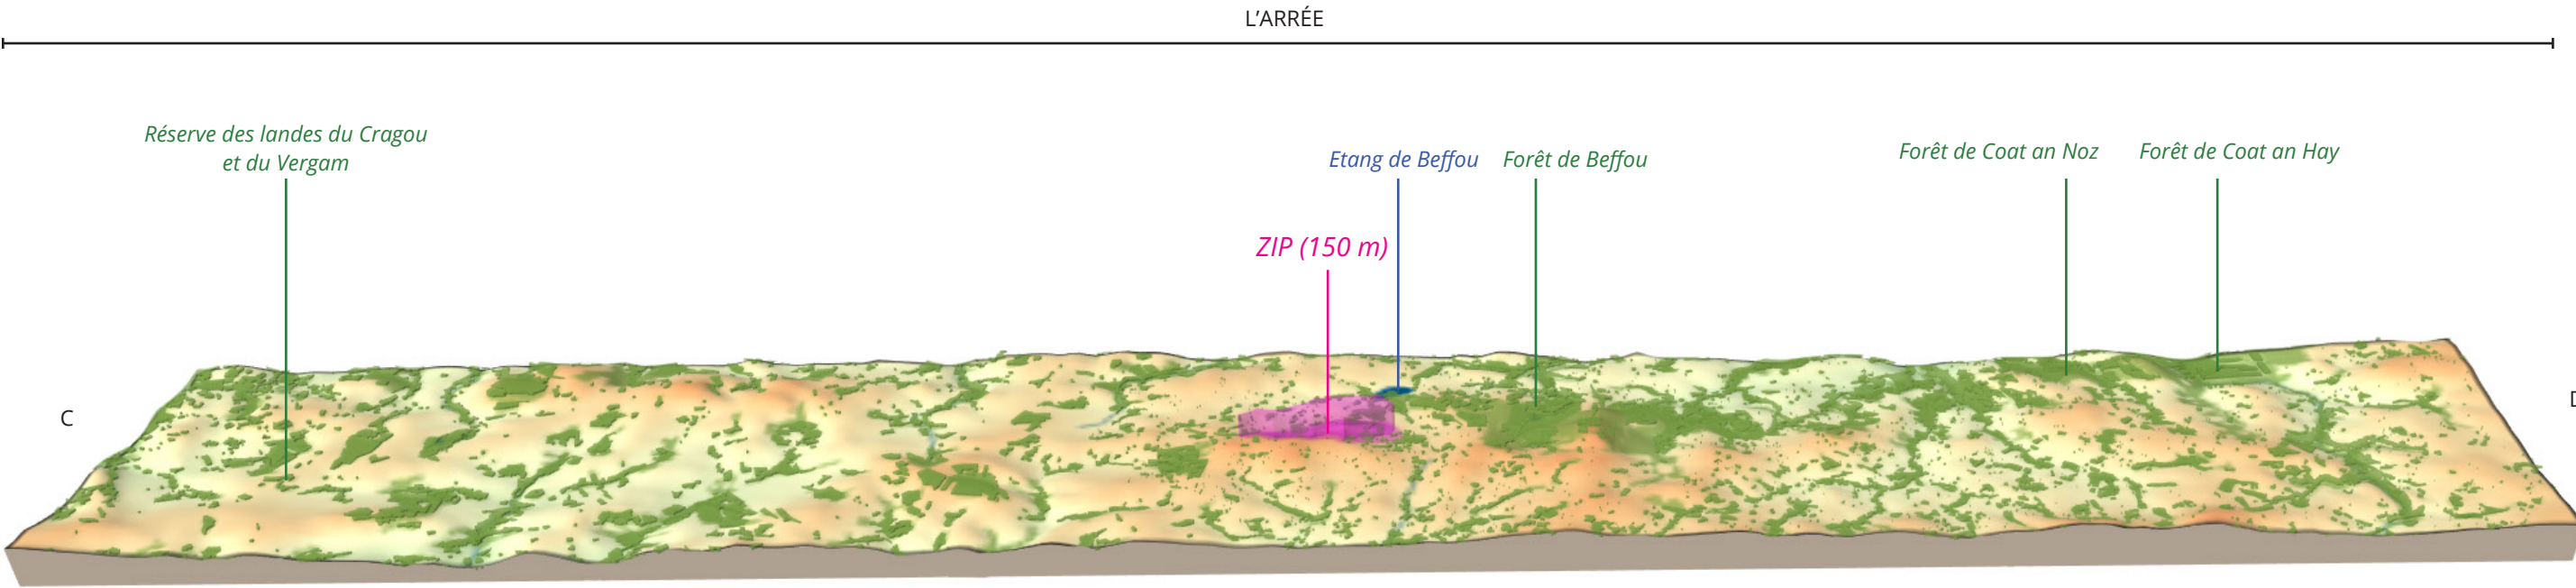 L'ARRÉE
Réserve des landes du Cragou
et du Vergam
Etang de Beffou
Forêt de Beffou
Forêt de Coat an Noz
Forêt de Coat an Hay
ZIP (150 m)
C